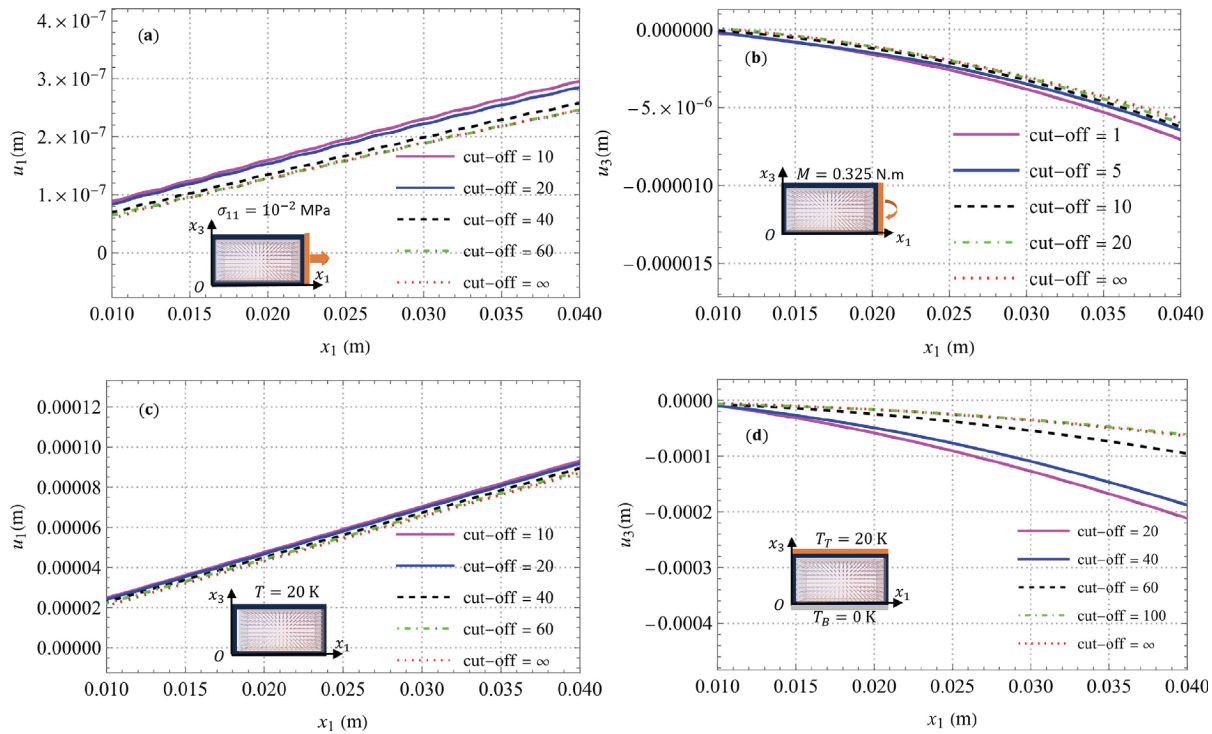 (a)
4. × 10⁻⁷
3. × 10⁻⁷
2. × 10⁻⁷
1. × 10⁻⁷
0
u₁(m)
cut-off = 10
cut-off = 20
cut-off = 40
cut-off = 60
cut-off = ∞
σ₁₁ = 10⁻² MPa
x₃
O
x₁
0.010 0.015 0.020 0.025 0.030 0.035 0.040
x₁ (m)
(b)
0.000000
−5. × 10⁻⁶
−0.000010
−0.000015
u₃(m)
cut-off = 1
cut-off = 5
cut-off = 10
cut-off = 20
cut-off = ∞
x₃ M = 0.325 N.m
O
x₁
0.010 0.015 0.020 0.025 0.030 0.035 0.040
x₁ (m)
(c)
0.00012
0.00010
0.00008
0.00006
0.00004
0.00002
0.00000
u₁(m)
cut-off = 10
cut-off = 20
cut-off = 40
cut-off = 60
cut-off = ∞
x₃ T = 20 K
O
x₁
0.010 0.015 0.020 0.025 0.030 0.035 0.040
x₁ (m)
(d)
0.0000
−0.0001
−0.0002
−0.0003
−0.0004
u₃(m)
cut-off = 20
cut-off = 40
cut-off = 60
cut-off = 100
cut-off = ∞
x₃ T_T = 20 K
O
x₁
T_B = 0 K
0.010 0.015 0.020 0.025 0.030 0.035 0.040
x₁ (m)